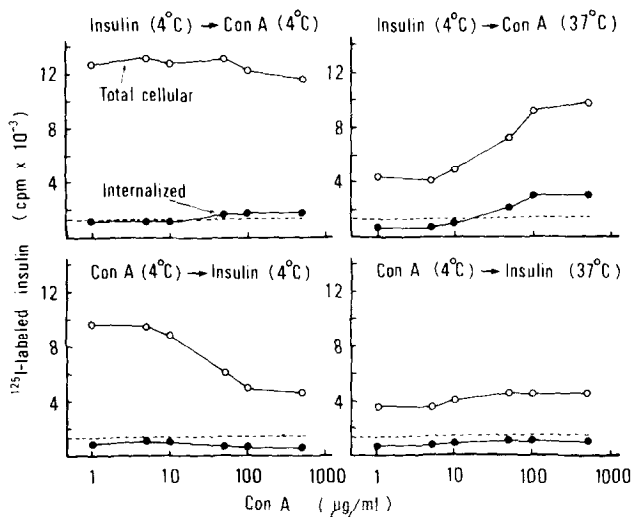 Insulin (4°C) → Con A (4°C)
Insulin (4°C) → Con A (37°C)
12
8
4
Total cellular
Internalized
12
8
4
Con A (4°C) → Insulin (4°C)
Con A (4°C) → Insulin (37°C)
12
8
4
12
8
4
1
10
100
1000
1
10
100
1000
¹²⁵I-labeled insulin (cpm x 10⁻³)
Con A (µg/ml)